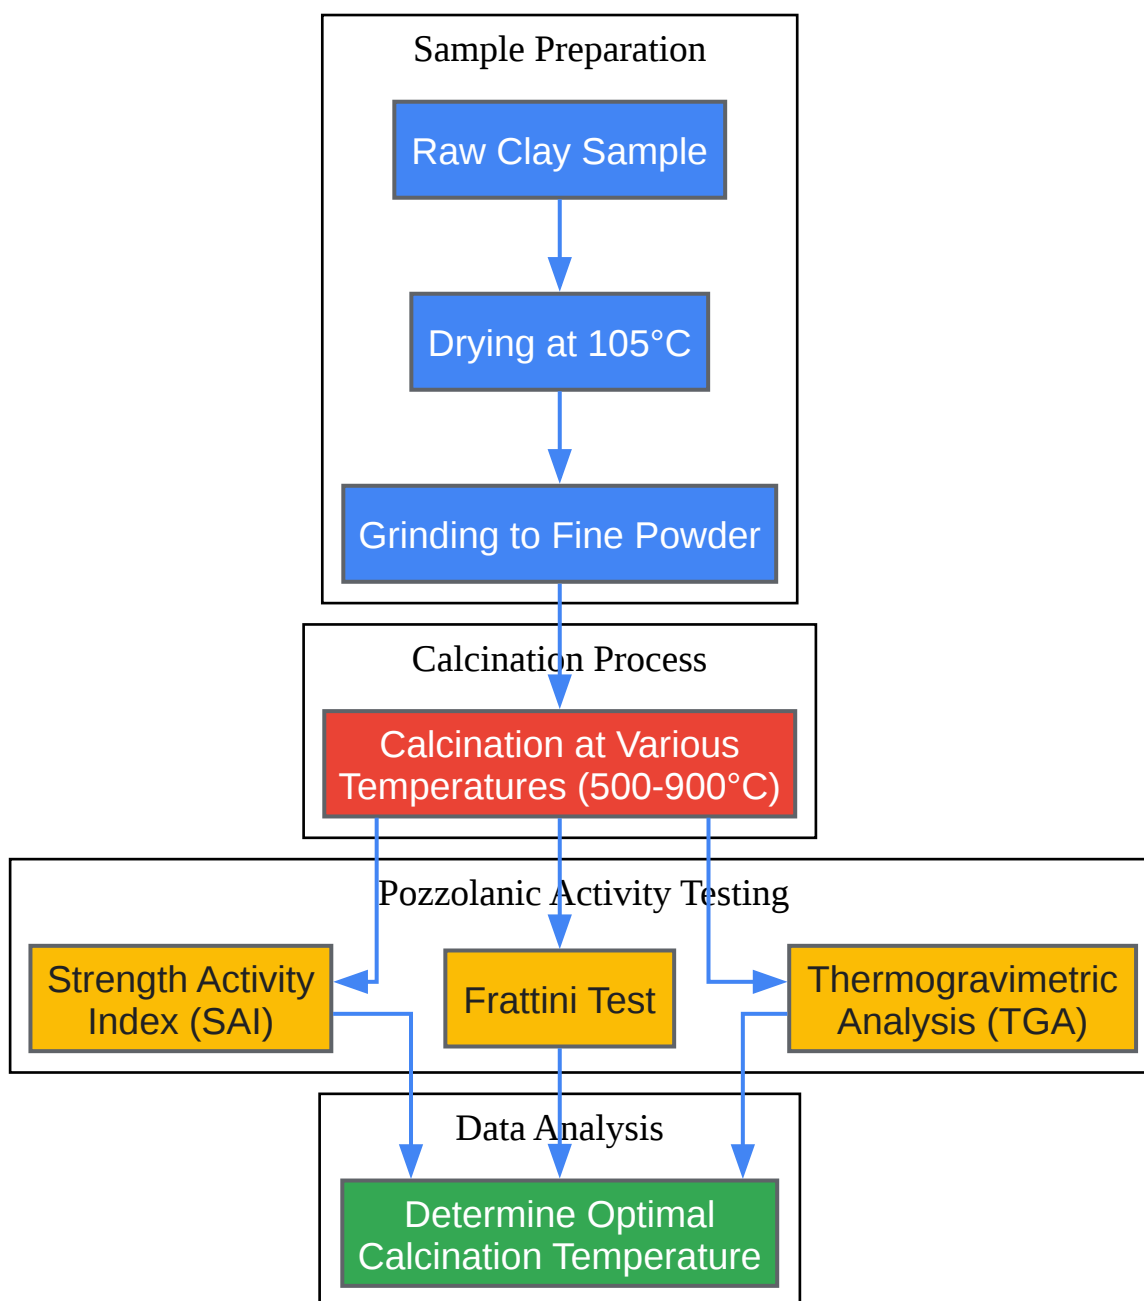 Sample Preparation
Raw Clay Sample
Drying at 105°C
Grinding to Fine Powder
Calcination Process
Calcination at Various
Temperatures (500-900°C)
Pozzolanic Activity Testing
Strength Activity
Index (SAI)
Frattini Test
Thermogravimetric
Analysis (TGA)
Data Analysis
Determine Optimal
Calcination Temperature